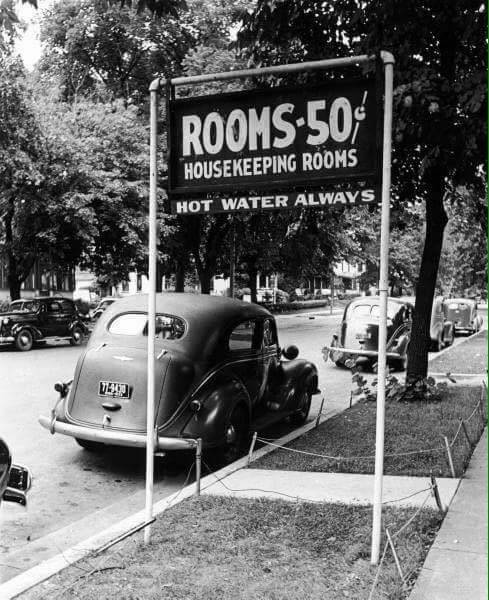 ROOMS-50¢
HOUSEKEEPING ROOMS
HOT WATER ALWAYS